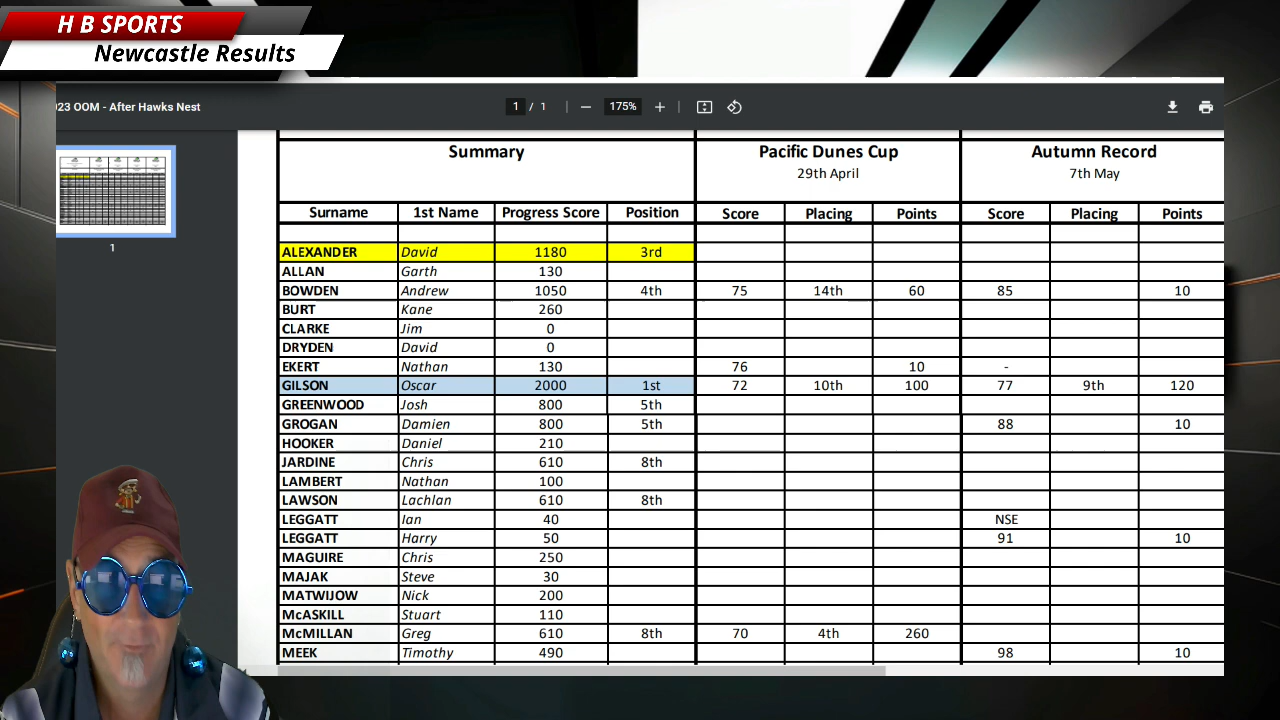 H B SPORTS
Newcastle Results
23 OOM - After Hawks Nest
1 / 1 | − 175% + |
1
Summary Pacific Dunes Cup Autumn Record
29th April 7th May
Surname 1st Name Progress Score Position Score Placing Points Score Placing Points
ALEXANDER David 1180 3rd
ALLAN Garth 130
BOWDEN Andrew 1050 4th 75 14th 60 85 10
BURT Kane 260
CLARKE Jim 0
DRYDEN David 0
EKERT Nathan 130 76 10 -
GILSON Oscar 2000 1st 72 10th 100 77 9th 120
GREENWOOD Josh 800 5th
GROGAN Damien 800 5th 88 10
HOOKER Daniel 210
JARDINE Chris 610 8th
LAMBERT Nathan 100
LAWSON Lachlan 610 8th
LEGGATT Ian 40 NSE
LEGGATT Harry 50 91 10
MAGUIRE Chris 250
MAJAK Steve 30
MATWIJOW Nick 200
McASKILL Stuart 110
McMILLAN Greg 610 8th 70 4th 260
MEEK Timothy 490 98 10